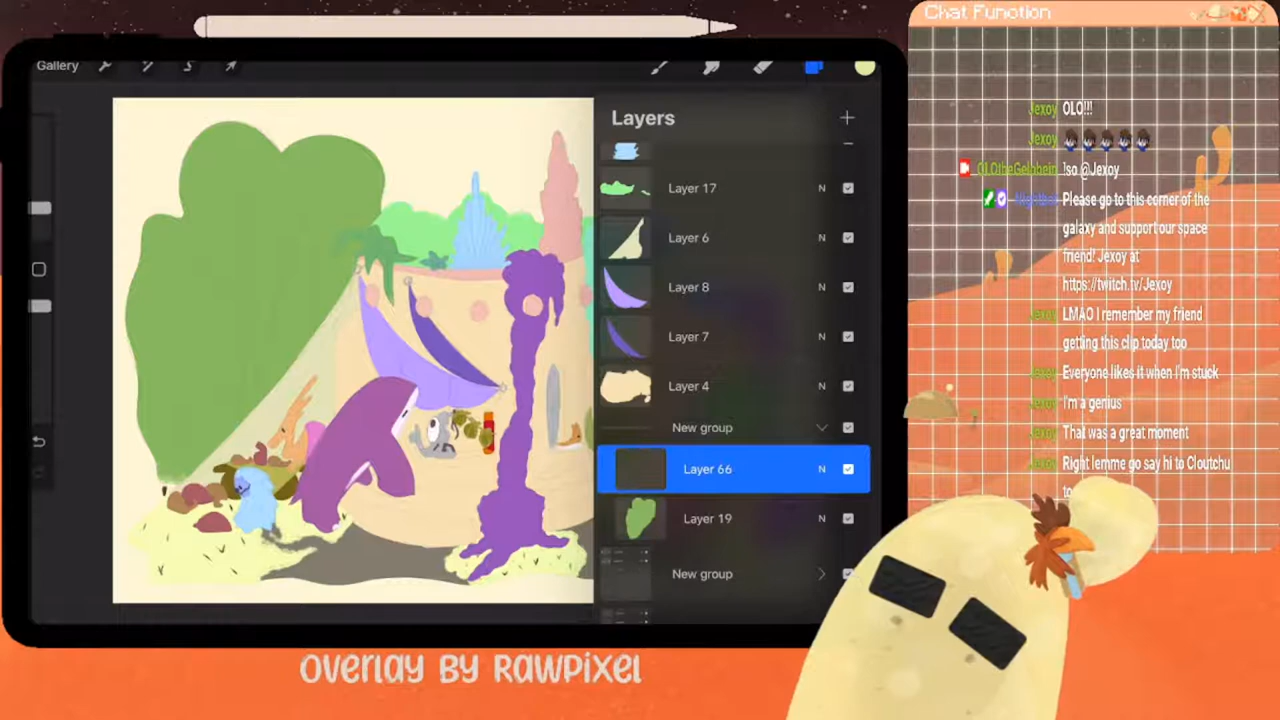 Chat Function
Gallery
Layers
Layer 17 N
Layer 6 N
Layer 8 N
Layer 7 N
Layer 4 N
New group
Layer 66 N
Layer 19 N
New group
Jexoy OLO!!!
Jexoy
!so @Jexoy
Nightbot Please go to this corner of the
galaxy and support our space
friend! Jexoy at
https://twitch.tv/Jexoy
Jexoy LMAO I remember my friend
getting this clip today too
Jexoy Everyone likes it when I'm stuck
Jexoy I'm a genius
Jexoy That was a great moment
Jexoy Right lemme go say hi to Cloutchu
OVERLAY BY RAWPIXEL